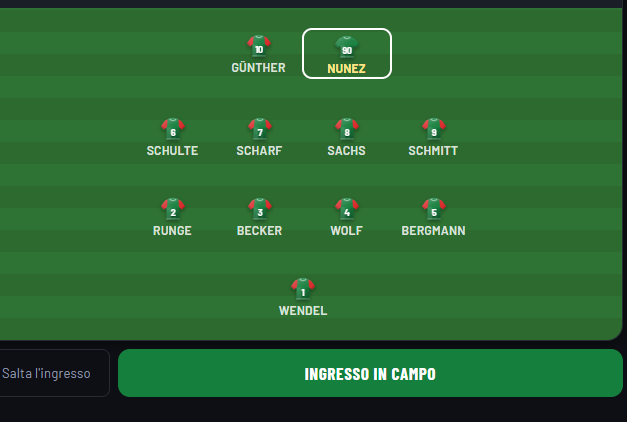 10
GÜNTHER
90
NUNEZ
6
SCHULTE
7
SCHARF
8
SACHS
9
SCHMITT
2
RUNGE
3
BECKER
4
WOLF
5
BERGMANN
1
WENDEL
Salta l'ingresso
INGRESSO IN CAMPO